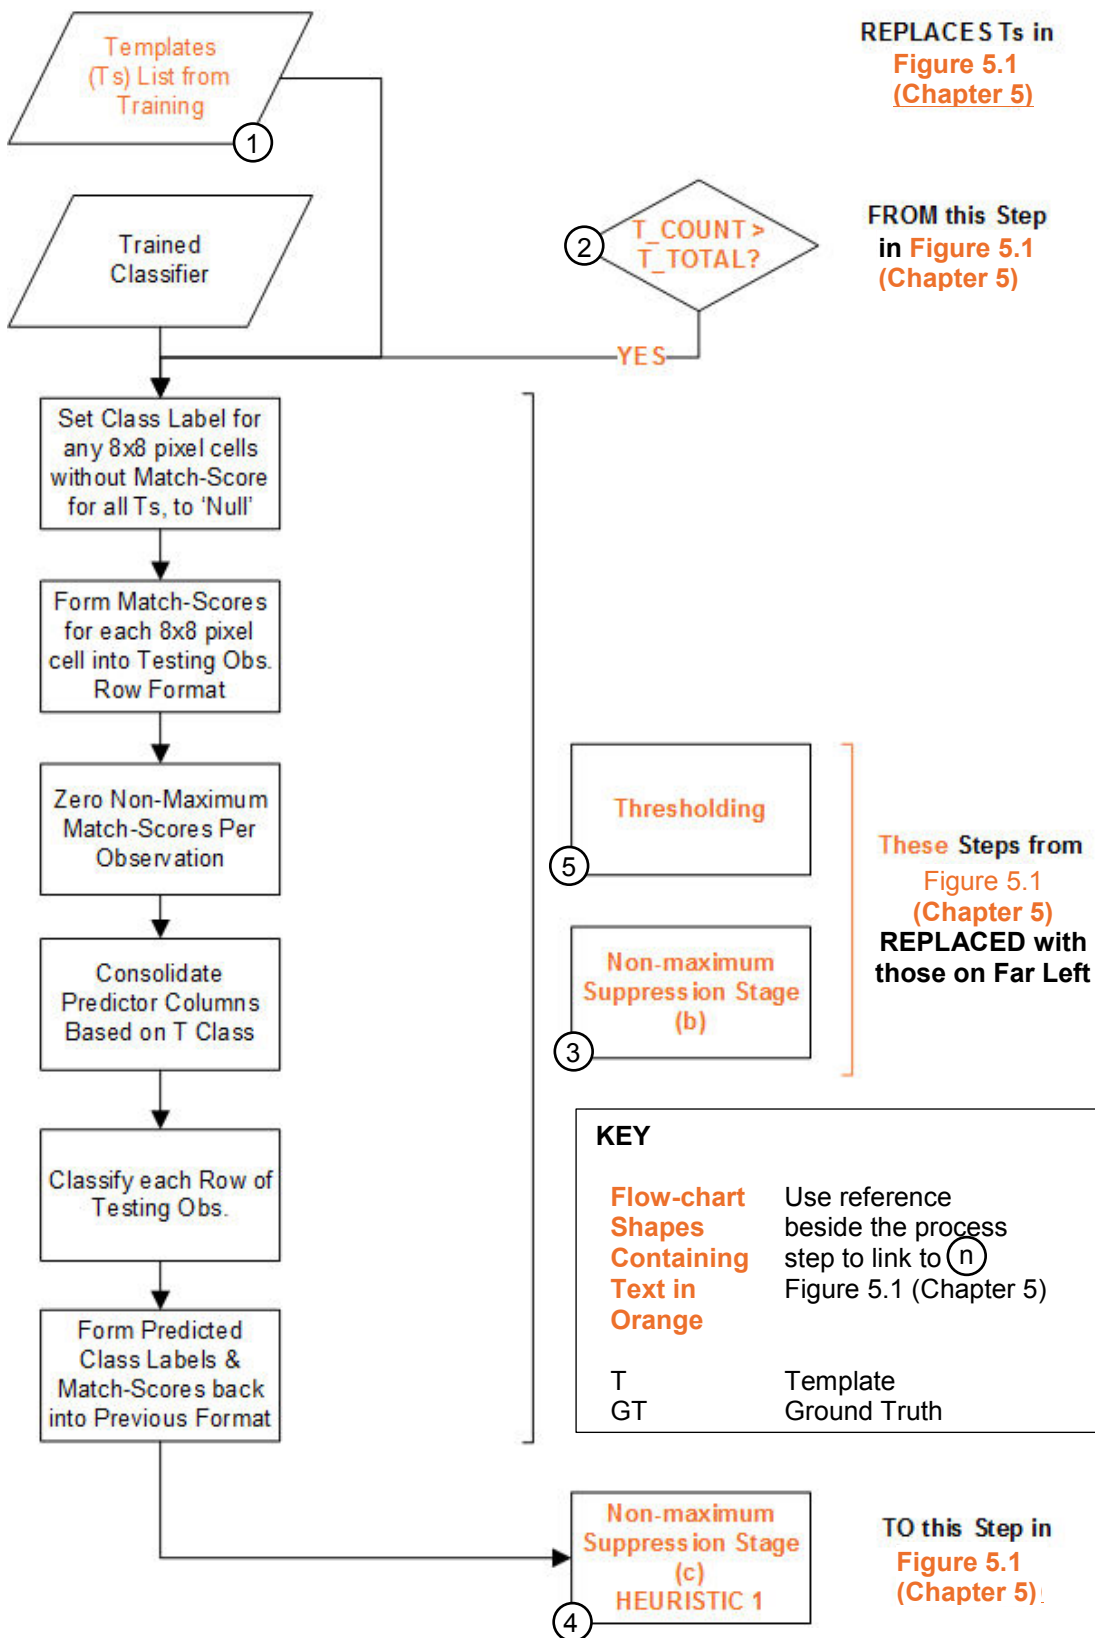 Templates
(Ts) List from
Training
1
REPLACES Ts in
Figure 5.1
(Chapter 5)
Trained
Classifier
2
T_COUNT >
T_TOTAL?
FROM this Step
in Figure 5.1
(Chapter 5)
YES
Set Class Label for
any 8x8 pixel cells
without Match-Score
for all Ts, to ‘Null’
Form Match-Scores
for each 8x8 pixel
cell into Testing Obs.
Row Format
Zero Non-Maximum
Match-Scores Per
Observation
Consolidate
Predictor Columns
Based on T Class
Classify each Row of
Testing Obs.
Form Predicted
Class Labels &
Match-Scores back
into Previous Format
Thresholding
5
Non-maximum
Suppression Stage
(b)
3
These Steps from
Figure 5.1
(Chapter 5)
REPLACED with
those on Far Left
KEY
Flow-chart
Shapes
Containing
Text in
Orange
Use reference
beside the process
step to link to n
Figure 5.1 (Chapter 5)
T Template
GT Ground Truth
Non-maximum
Suppression Stage
(c)
HEURISTIC 1
4
TO this Step in
Figure 5.1
(Chapter 5)